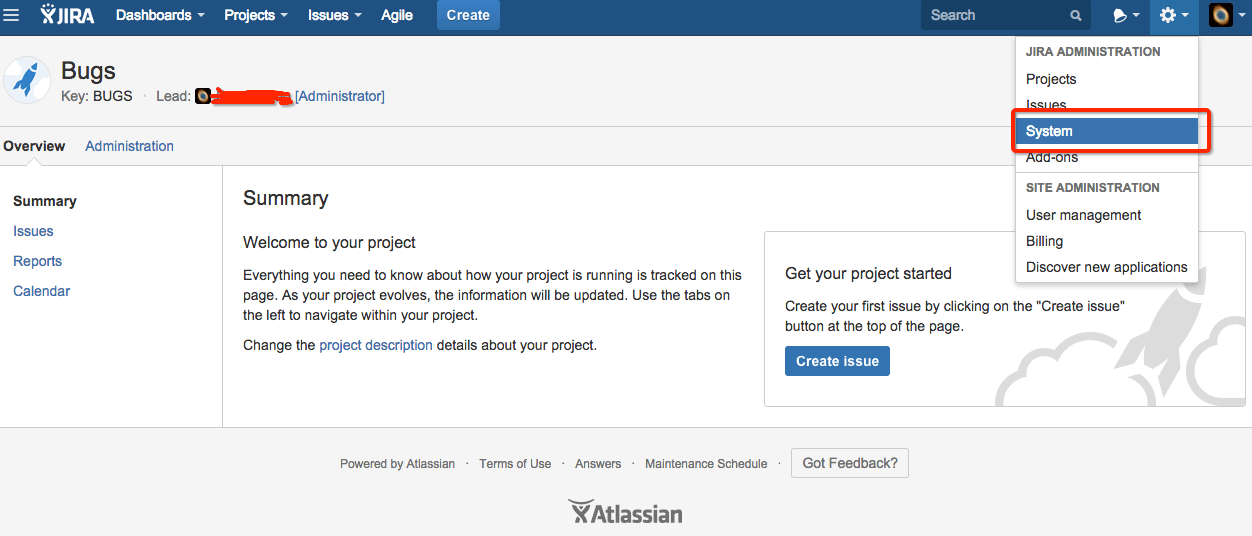 JIRA Dashboards Projects Issues Agile Create Search
JIRA ADMINISTRATION
Projects
Issues
System
Add-ons
SITE ADMINISTRATION
User management
Billing
Discover new applications
Bugs
Key: BUGS · Lead: [Administrator]
Overview Administration
Summary
Issues
Reports
Calendar
Summary
Welcome to your project
Everything you need to know about how your project is running is tracked on this
page. As your project evolves, the information will be updated. Use the tabs on
the left to navigate within your project.
Change the project description details about your project.
Get your project started
Create your first issue by clicking on the "Create issue"
button at the top of the page.
Create issue
Powered by Atlassian · Terms of Use · Answers · Maintenance Schedule · Got Feedback?
Atlassian